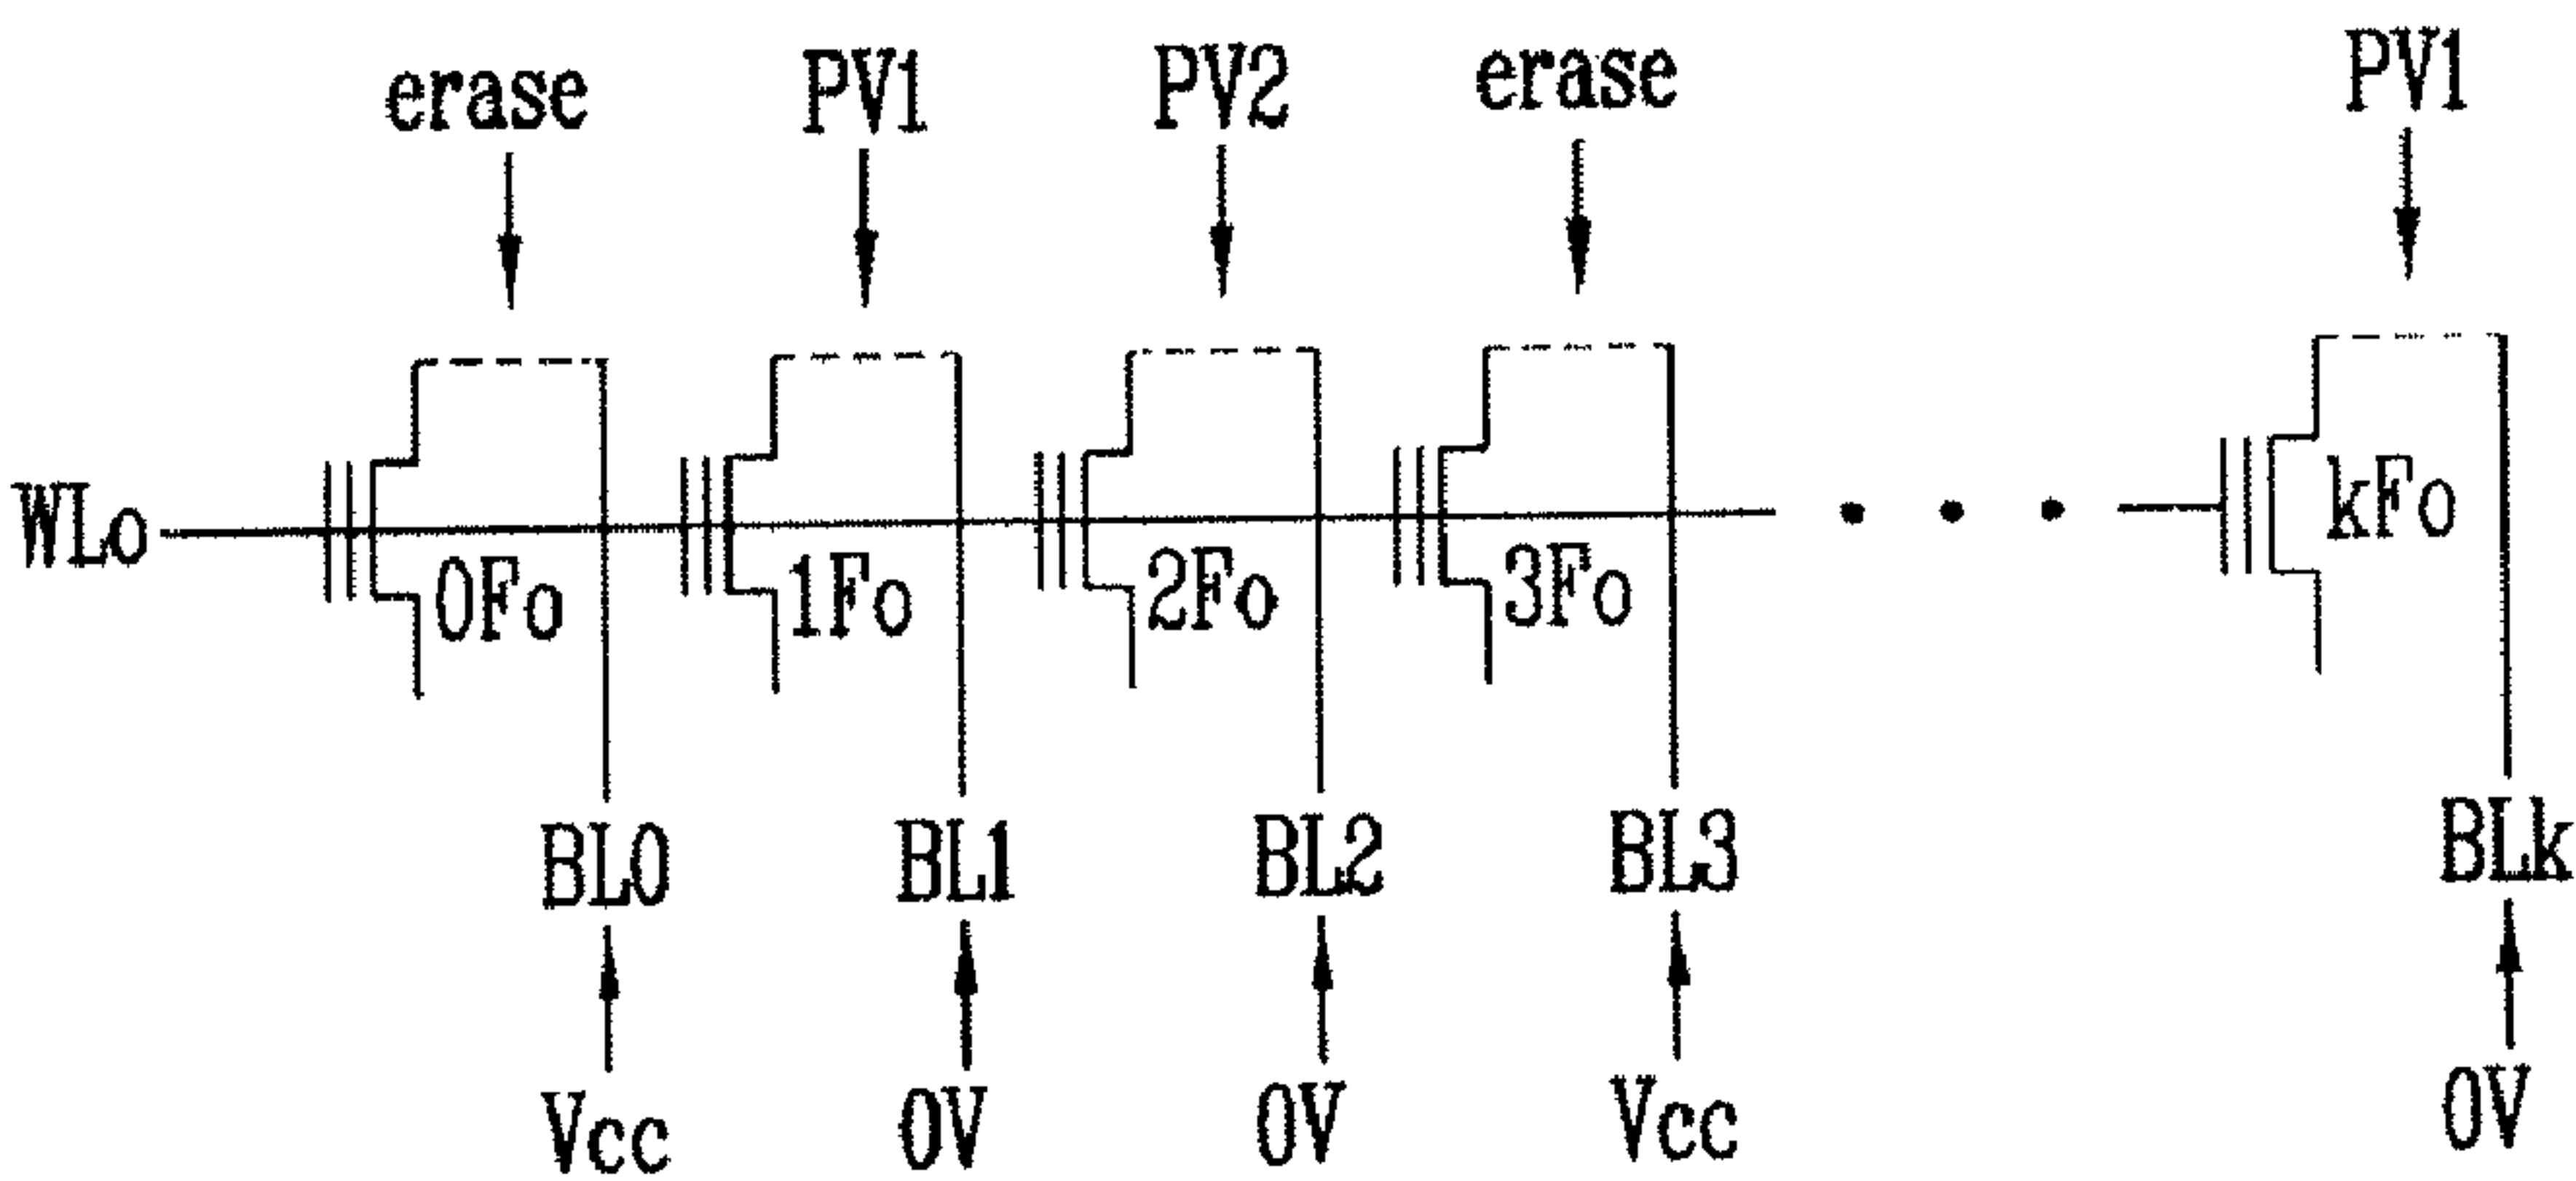 erase PV1 PV2 erase PV1
WLo 0Fo 1Fo 2Fo 3Fo kFo
BL0 BL1 BL2 BL3 BLk
Vcc 0V 0V Vcc 0V